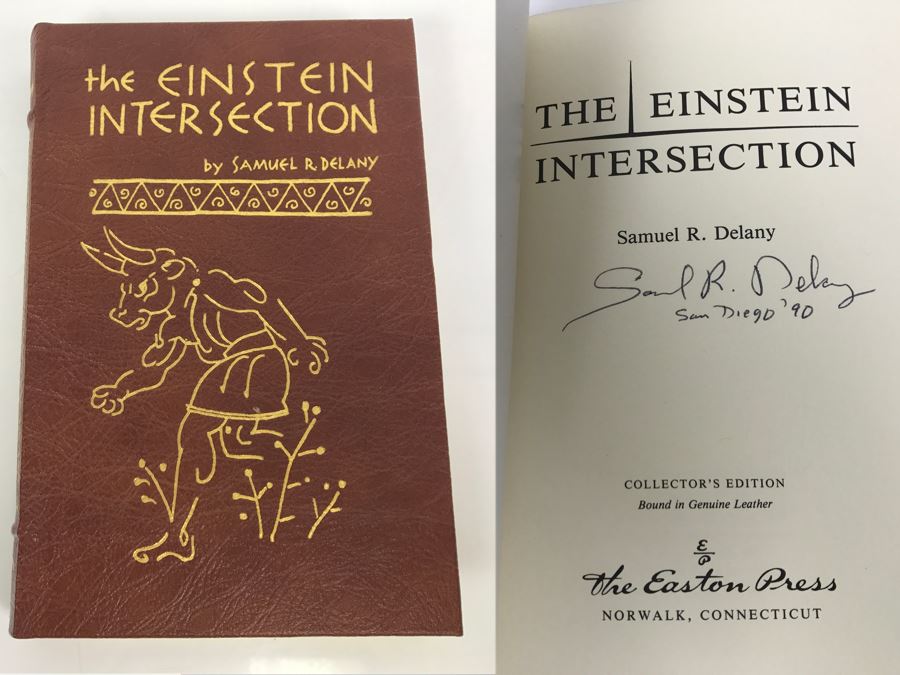 the EINSTEIN
INTERSECTION
by SAMUEL R. DELANY
THE EINSTEIN
INTERSECTION
Samuel R. Delany
Saml R. Delany
San Diego '90
COLLECTOR'S EDITION
Bound in Genuine Leather
The Easton Press
NORWALK, CONNECTICUT